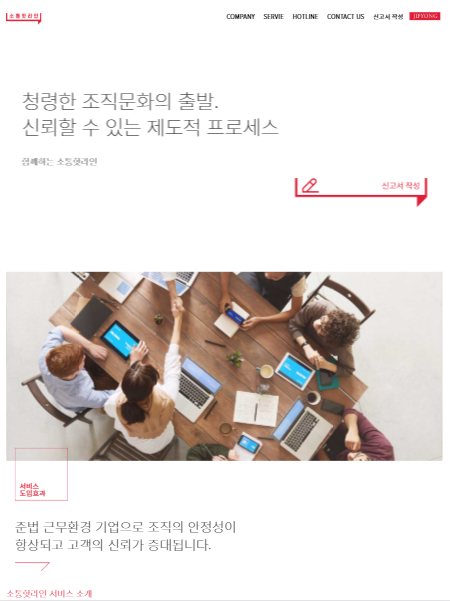 소통핫라인
COMPANY SERVIE HOTLINE CONTACT US 신고서 작성 JIPYONG
청령한 조직문화의 출발.
신뢰할 수 있는 제도적 프로세스
함께하는 소통핫라인
신고서 작성
서비스
도입효과
준법 근무환경 기업으로 조직의 안정성이
향상되고 고객의 신뢰가 증대됩니다.
소통핫라인 서비스 소개